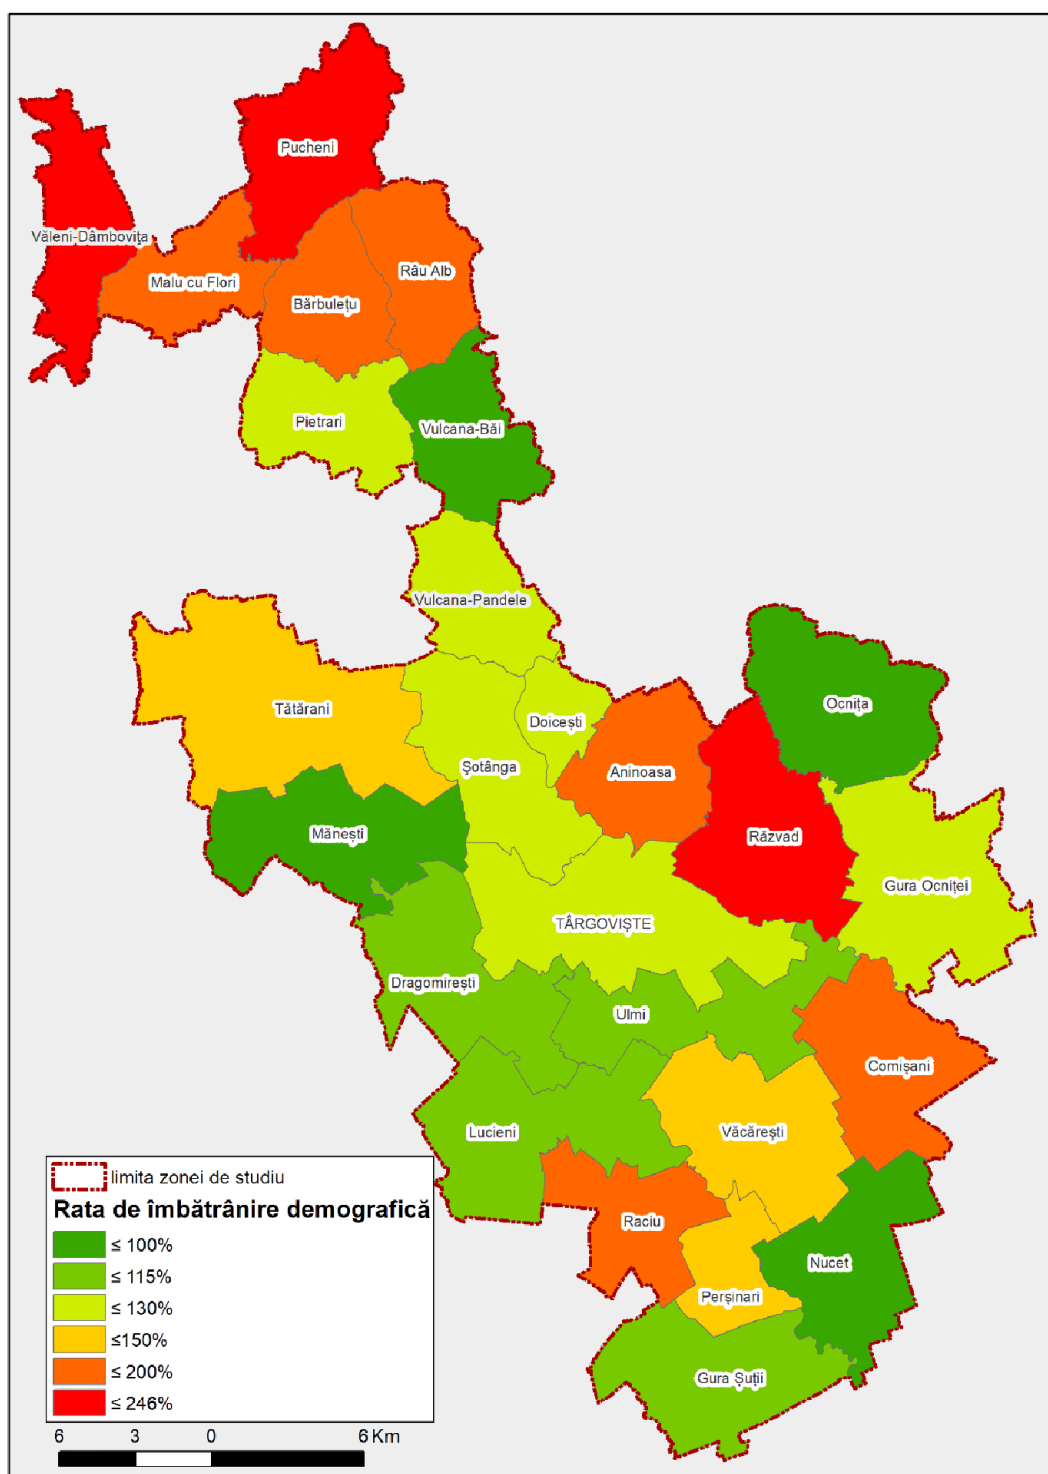 Pucheni
Văleni-Dâmbovița
Malu cu Flori
Râu Alb
Bărbulețu
Pietrari
Vulcana-Băi
Vulcana-Pandele
Tătărani
Doicești
Ocnița
Şotânga
Aninoasa
Mănești
Răzvad
Gura Ocniței
TÂRGOVIȘTE
Dragomirești
Ulmi
Comișani
Lucieni
Văcărești
Raciu
Nucet
Perșinari
Gura Șuții
limita zonei de studiu
Rata de îmbătrânire demografică
≤ 100%
≤ 115%
≤ 130%
≤150%
≤ 200%
≤ 246%
6 3 0 6 Km